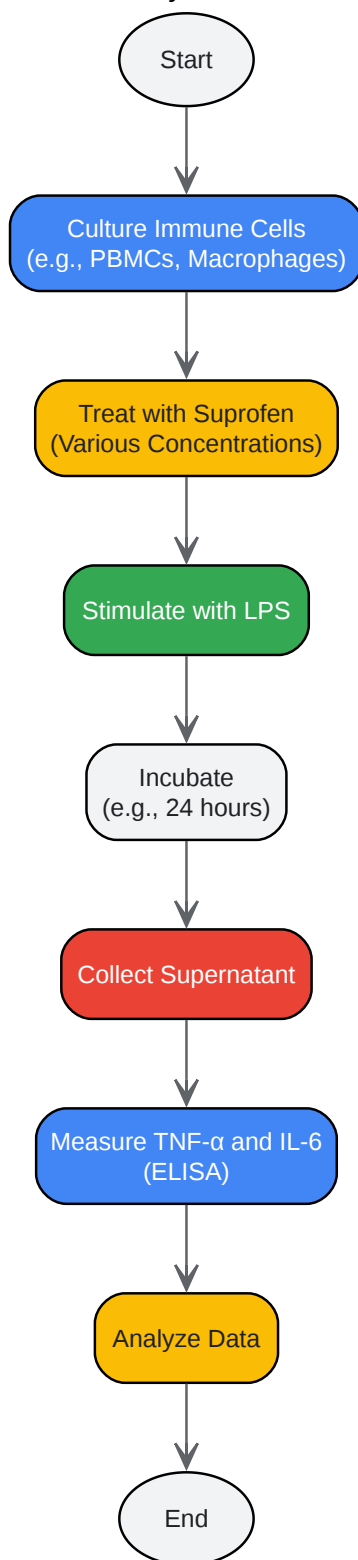 Start
Culture Immune Cells
(e.g., PBMCs, Macrophages)
Treat with Suprofen
(Various Concentrations)
Stimulate with LPS
Incubate
(e.g., 24 hours)
Collect Supernatant
Measure TNF-α and IL-6
(ELISA)
Analyze Data
End